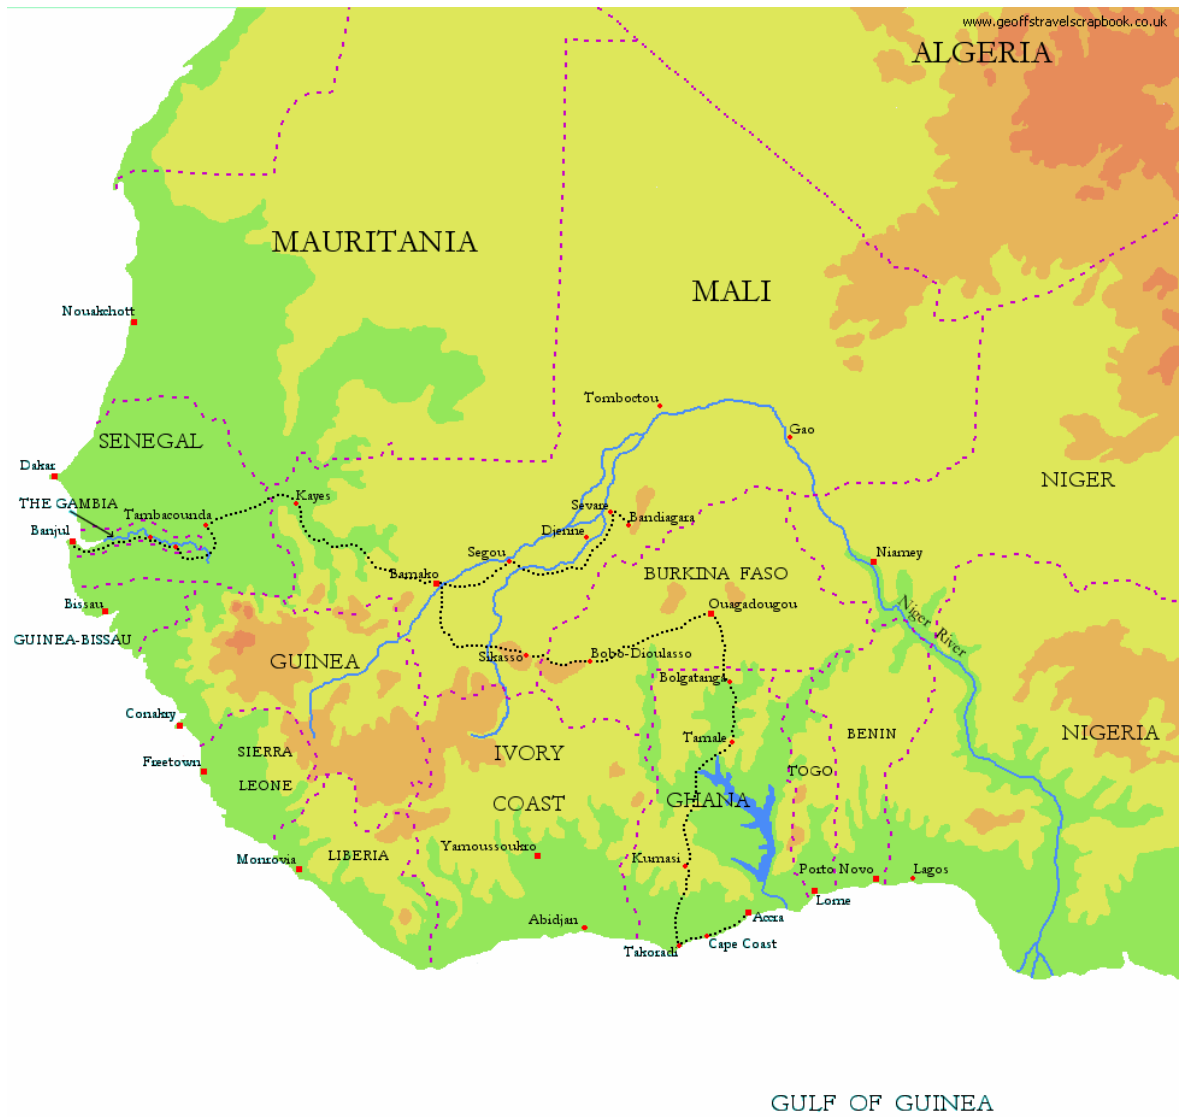 www.geoffstravelscrapbook.co.uk
ALGERIA
MAURITANIA
MALI
Nouakchott
Tomboctou
Gao
SENEGAL
Dakar
NIGER
THE GAMBIA
Kayes
Tambacounda
Sevare
Bandiagara
Banjul
Djenne
Segou
Niamey
Bamako
BURKINA FASO
Bissau
Ouagadougou
Niger River
GUINEA-BISSAU
GUINEA
Sikasso
Bobo-Dioulasso
Bolgatanga
Conakry
Tamale
NIGERIA
BENIN
SIERRA
LEONE
IVORY
COAST
Freetown
TOGO
GHANA
Yamoussoukro
Kumasi
Monrovia
LIBERIA
Porto Novo
Lagos
Lome
Abidjan
Accra
Takoradi
Cape Coast
GULF OF GUINEA